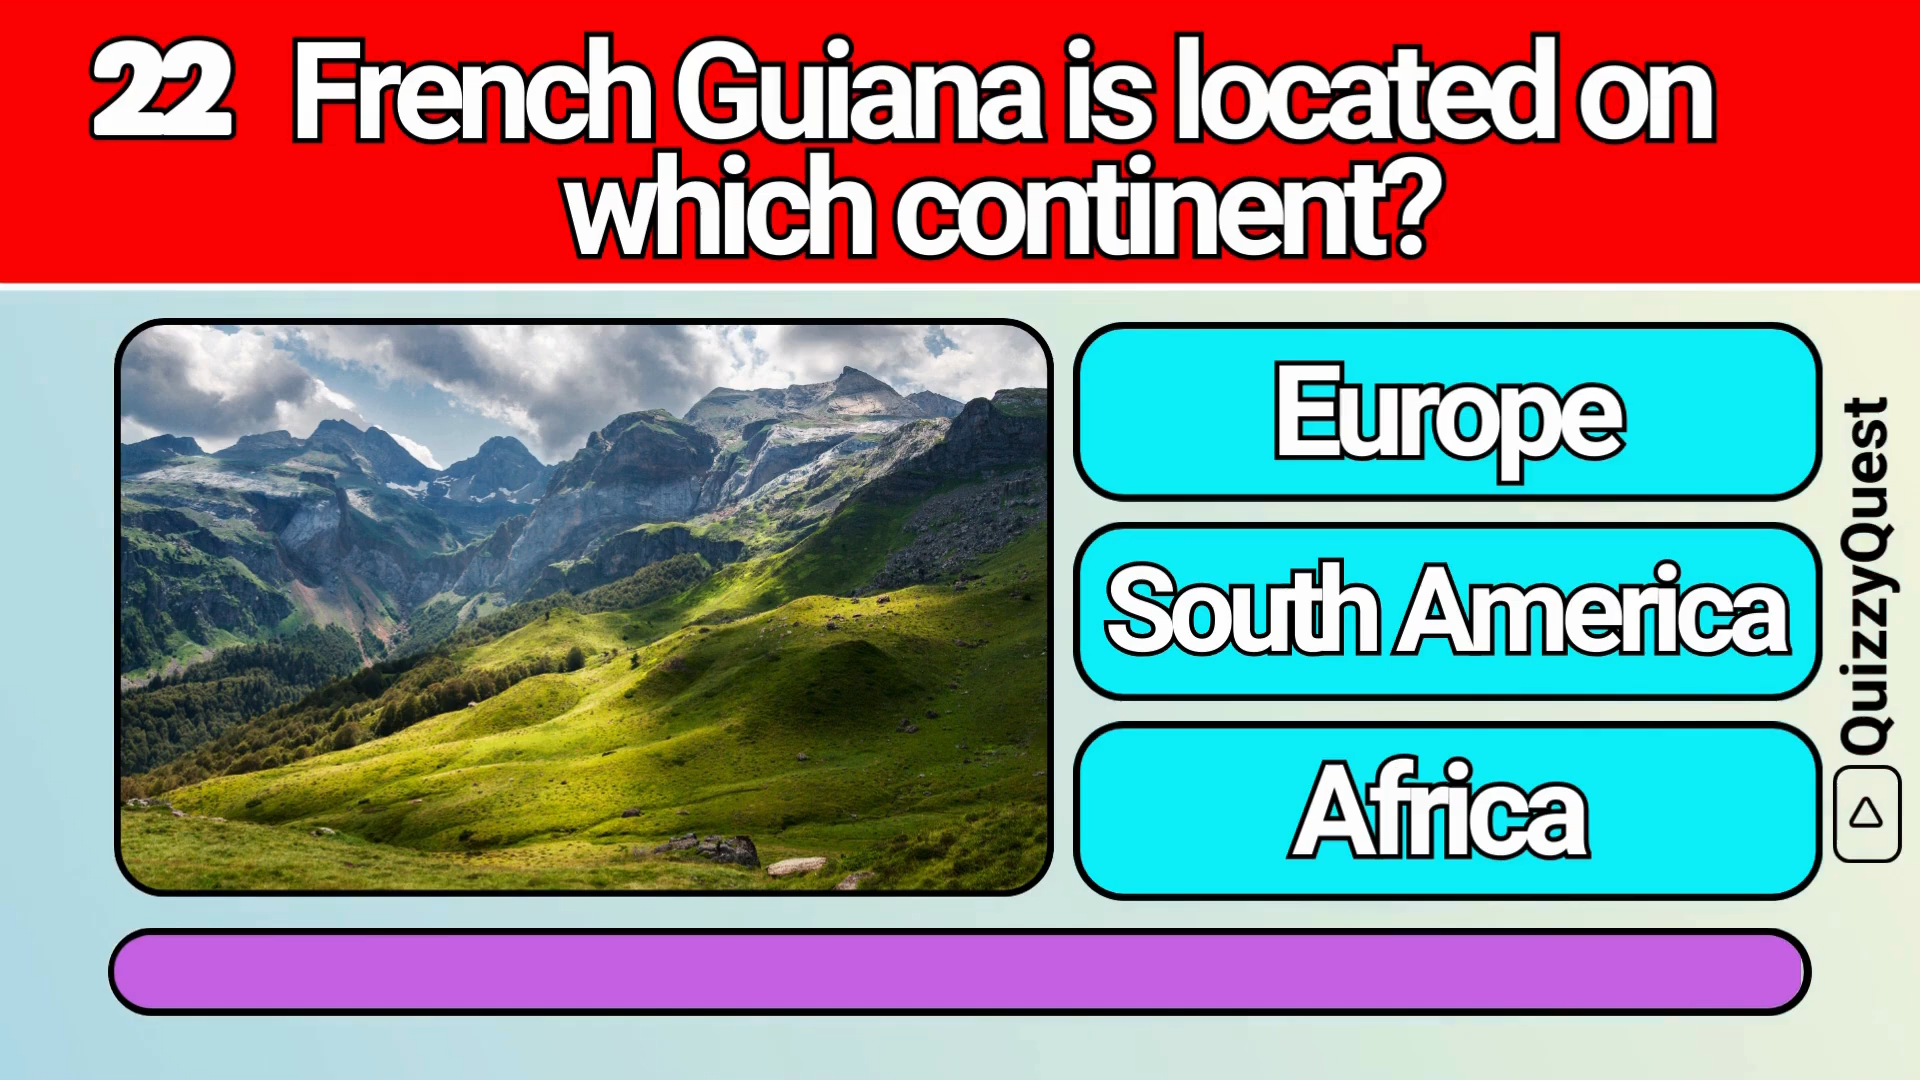 22 French Guiana is located on
which continent?
Europe
South America
Africa
QuizzyQuest